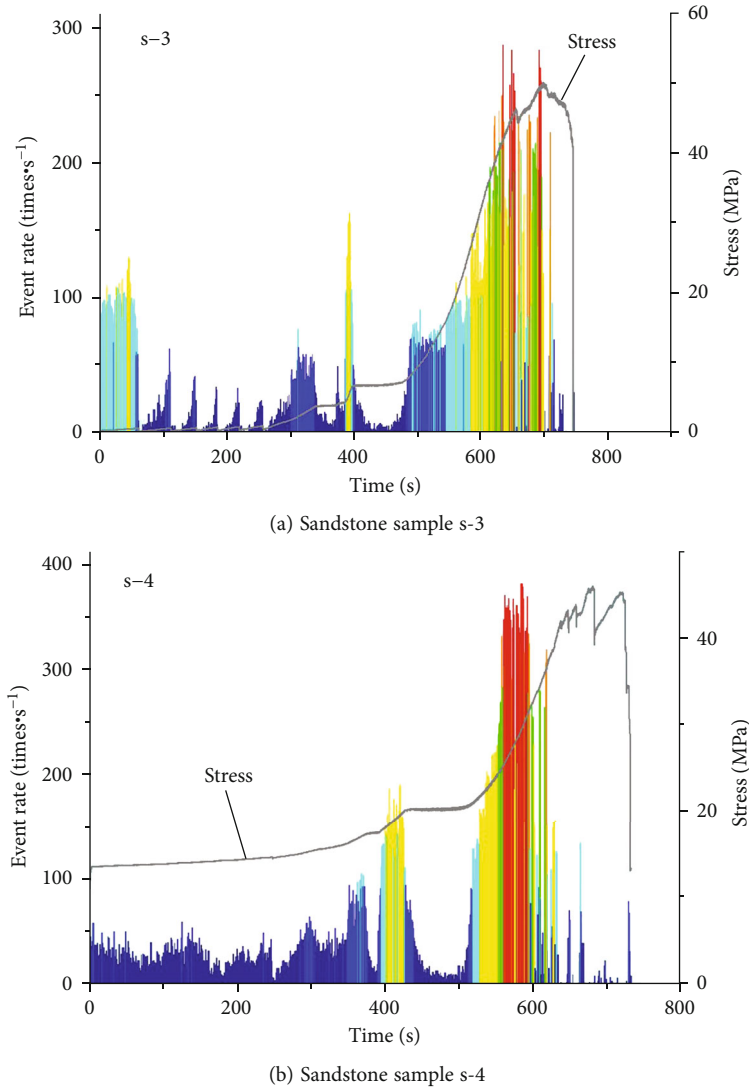 s−3
Stress
300
200
100
0
60
40
20
0
0 200 400 600 800
Event rate (times•s⁻¹)
Stress (MPa)
Time (s)
(a) Sandstone sample s-3
s−4
Stress
400
300
200
100
0
40
20
0
0 200 400 600 800
Event rate (times•s⁻¹)
Stress (MPa)
Time (s)
(b) Sandstone sample s-4